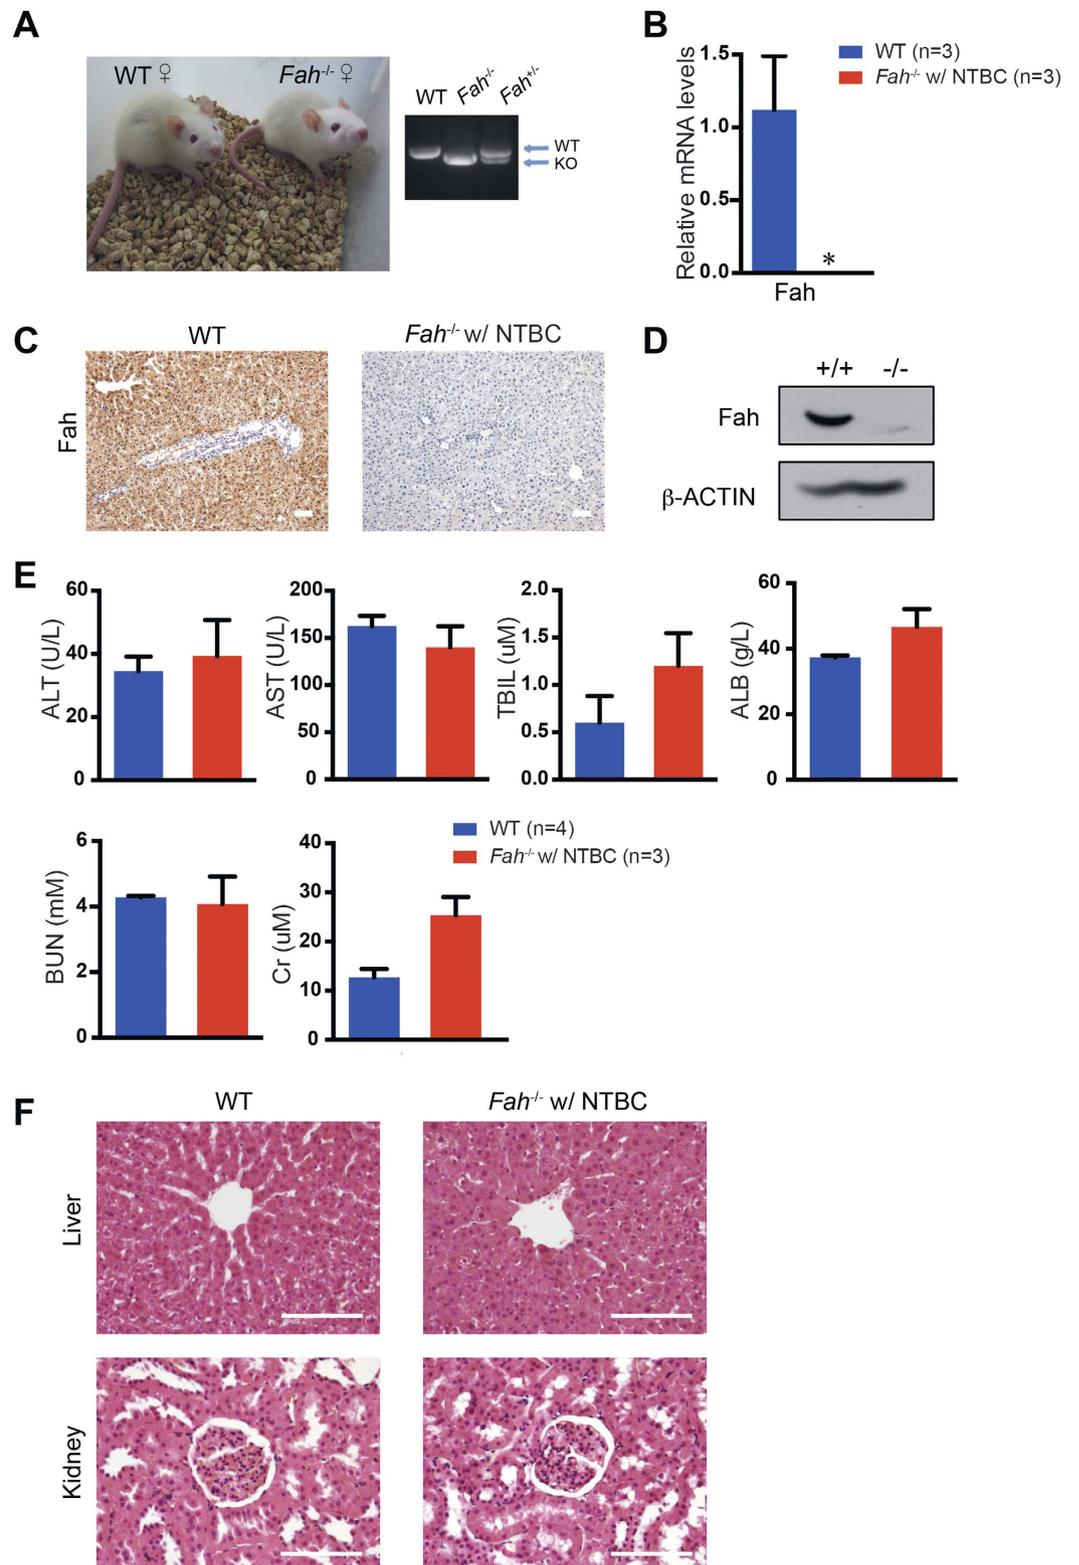 A
WT ♀
Fah-/- ♀
WT
Fah-/-
Fah+/-
WT
KO
B
Relative mRNA levels
1.5
1.0
0.5
0.0
*
Fah
WT (n=3)
Fah-/- w/ NTBC (n=3)
C
WT
Fah-/- w/ NTBC
Fah
D
+/+ -/-
Fah
β-ACTIN
E
ALT (U/L)
60
40
20
0
AST (U/L)
200
150
100
50
0
TBIL (uM)
2.0
1.5
1.0
0.5
0.0
ALB (g/L)
60
40
20
0
BUN (mM)
6
4
2
0
Cr (uM)
40
30
20
10
0
WT (n=4)
Fah-/- w/ NTBC (n=3)
F
WT
Fah-/- w/ NTBC
Liver
Kidney